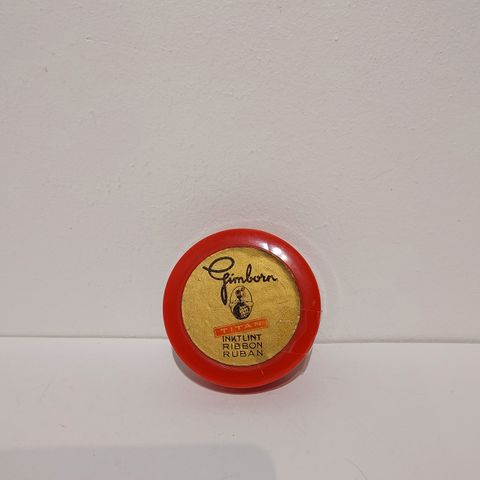 Gimborn
TITAN
INKTLINT
RIBBON
RUBAN